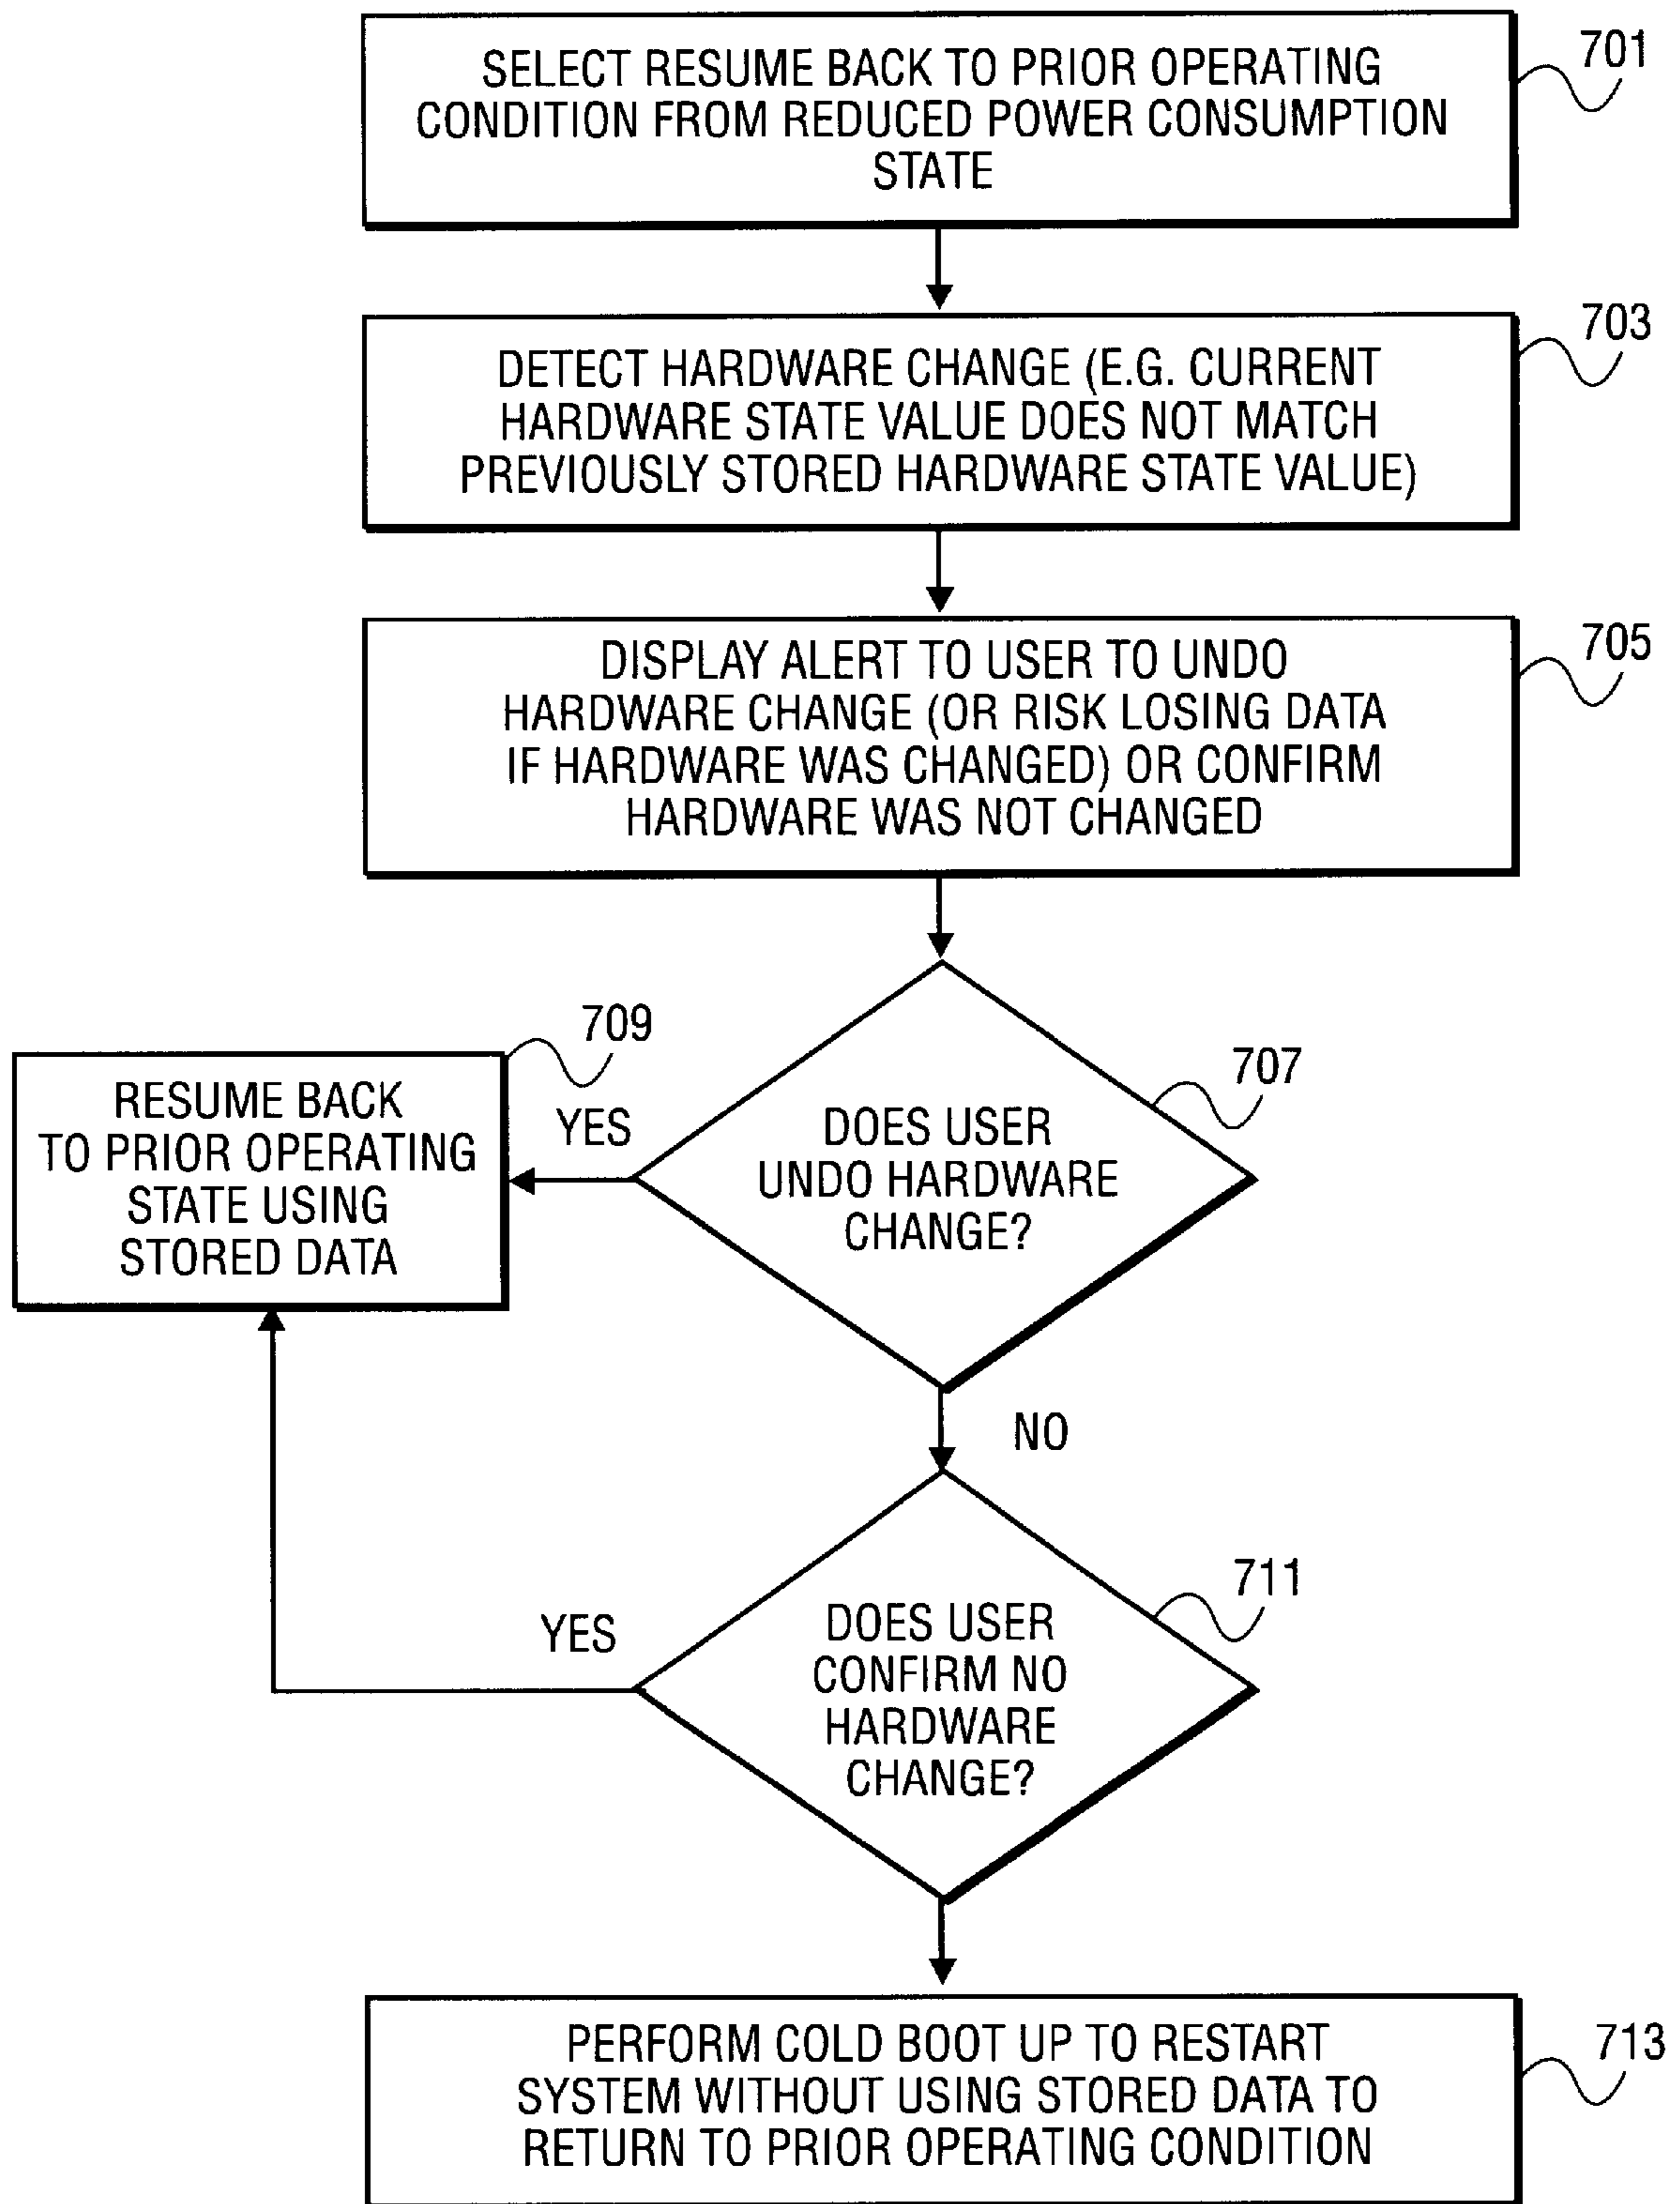 SELECT RESUME BACK TO PRIOR OPERATING
CONDITION FROM REDUCED POWER CONSUMPTION
STATE
701
DETECT HARDWARE CHANGE (E.G. CURRENT
HARDWARE STATE VALUE DOES NOT MATCH
PREVIOUSLY STORED HARDWARE STATE VALUE)
703
DISPLAY ALERT TO USER TO UNDO
HARDWARE CHANGE (OR RISK LOSING DATA
IF HARDWARE WAS CHANGED) OR CONFIRM
HARDWARE WAS NOT CHANGED
705
DOES USER
UNDO HARDWARE
CHANGE?
707
YES
RESUME BACK
TO PRIOR OPERATING
STATE USING
STORED DATA
709
NO
DOES USER
CONFIRM NO
HARDWARE
CHANGE?
711
YES
PERFORM COLD BOOT UP TO RESTART
SYSTEM WITHOUT USING STORED DATA TO
RETURN TO PRIOR OPERATING CONDITION
713